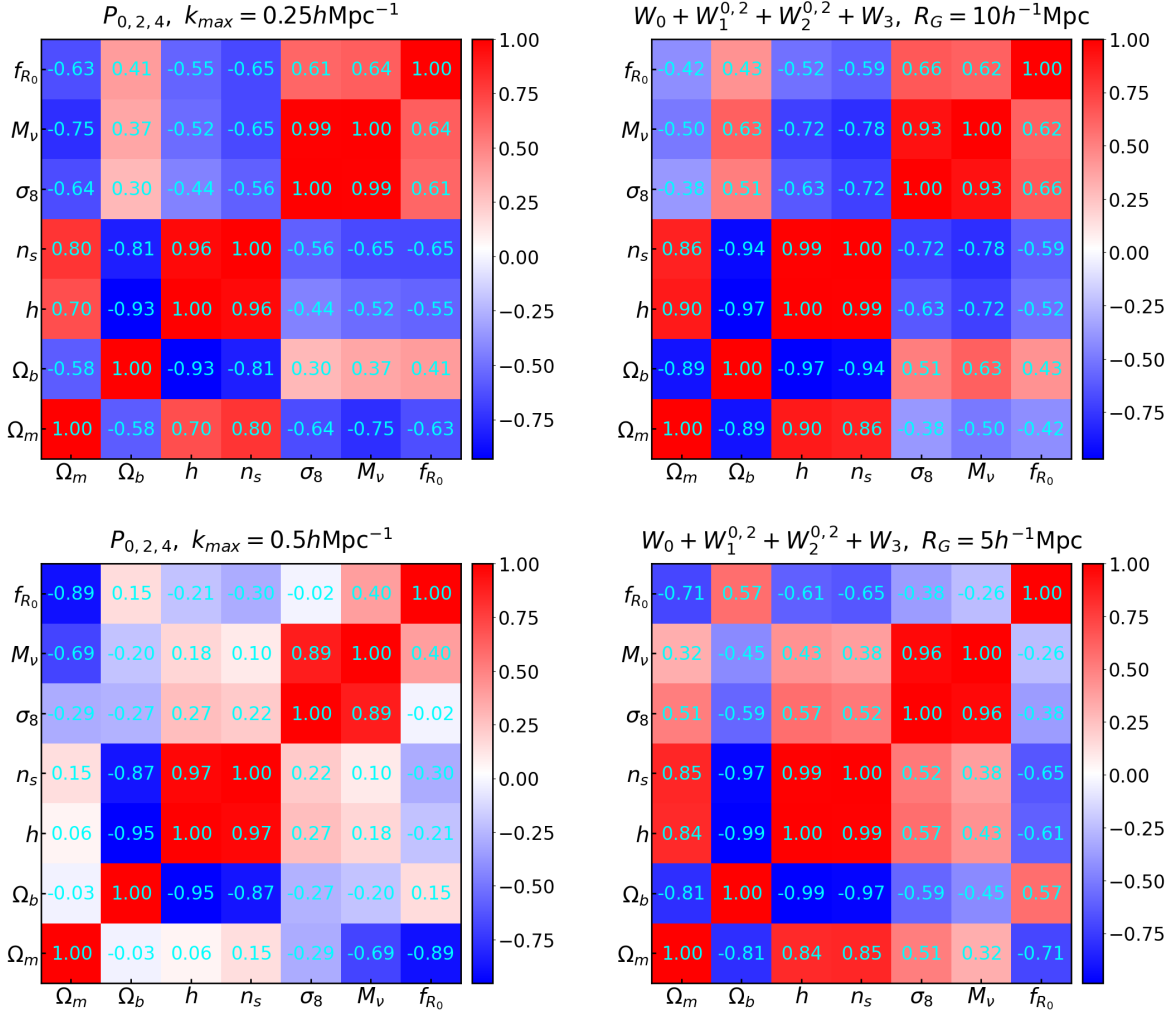 P_{0,2,4}, k_{max} = 0.25hMpc^{-1}
f_{R_0} -0.63 0.41 -0.55 -0.65 0.61 0.64 1.00
M_ν -0.75 0.37 -0.52 -0.65 0.99 1.00 0.64
σ_8 -0.64 0.30 -0.44 -0.56 1.00 0.99 0.61
n_s 0.80 -0.81 0.96 1.00 -0.56 -0.65 -0.65
h 0.70 -0.93 1.00 0.96 -0.44 -0.52 -0.55
Ω_b -0.58 1.00 -0.93 -0.81 0.30 0.37 0.41
Ω_m 1.00 -0.58 0.70 0.80 -0.64 -0.75 -0.63
Ω_m Ω_b h n_s σ_8 M_ν f_{R_0}
1.00
0.75
0.50
0.25
0.00
−0.25
−0.50
−0.75
W_0 + W_1^{0,2} + W_2^{0,2} + W_3, R_G = 10h^{-1}Mpc
f_{R_0} -0.42 0.43 -0.52 -0.59 0.66 0.62 1.00
M_ν -0.50 0.63 -0.72 -0.78 0.93 1.00 0.62
σ_8 -0.38 0.51 -0.63 -0.72 1.00 0.93 0.66
n_s 0.86 -0.94 0.99 1.00 -0.72 -0.78 -0.59
h 0.90 -0.97 1.00 0.99 -0.63 -0.72 -0.52
Ω_b -0.89 1.00 -0.97 -0.94 0.51 0.63 0.43
Ω_m 1.00 -0.89 0.90 0.86 -0.38 -0.50 -0.42
Ω_m Ω_b h n_s σ_8 M_ν f_{R_0}
1.00
0.75
0.50
0.25
0.00
−0.25
−0.50
−0.75
P_{0,2,4}, k_{max} = 0.5hMpc^{-1}
f_{R_0} -0.89 0.15 -0.21 -0.30 -0.02 0.40 1.00
M_ν -0.69 -0.20 0.18 0.10 0.89 1.00 0.40
σ_8 -0.29 -0.27 0.27 0.22 1.00 0.89 -0.02
n_s 0.15 -0.87 0.97 1.00 0.22 0.10 -0.30
h 0.06 -0.95 1.00 0.97 0.27 0.18 -0.21
Ω_b -0.03 1.00 -0.95 -0.87 -0.27 -0.20 0.15
Ω_m 1.00 -0.03 0.06 0.15 -0.29 -0.69 -0.89
Ω_m Ω_b h n_s σ_8 M_ν f_{R_0}
1.00
0.75
0.50
0.25
0.00
−0.25
−0.50
−0.75
W_0 + W_1^{0,2} + W_2^{0,2} + W_3, R_G = 5h^{-1}Mpc
f_{R_0} -0.71 0.57 -0.61 -0.65 -0.38 -0.26 1.00
M_ν 0.32 -0.45 0.43 0.38 0.96 1.00 -0.26
σ_8 0.51 -0.59 0.57 0.52 1.00 0.96 -0.38
n_s 0.85 -0.97 0.99 1.00 0.52 0.38 -0.65
h 0.84 -0.99 1.00 0.99 0.57 0.43 -0.61
Ω_b -0.81 1.00 -0.99 -0.97 -0.59 -0.45 0.57
Ω_m 1.00 -0.81 0.84 0.85 0.51 0.32 -0.71
Ω_m Ω_b h n_s σ_8 M_ν f_{R_0}
1.00
0.75
0.50
0.25
0.00
−0.25
−0.50
−0.75